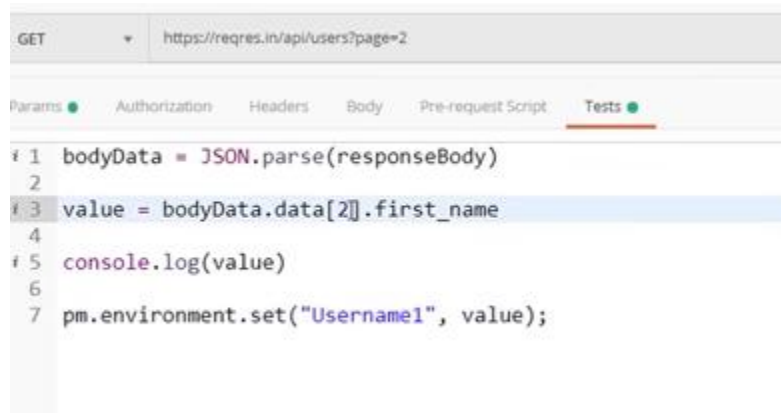 GET https://reqres.in/api/users?page=2
Params Authorization Headers Body Pre-request Script Tests
i 1 bodyData = JSON.parse(responseBody)
2
i 3 value = bodyData.data[2].first_name
4
i 5 console.log(value)
6
7 pm.environment.set("Username1", value);